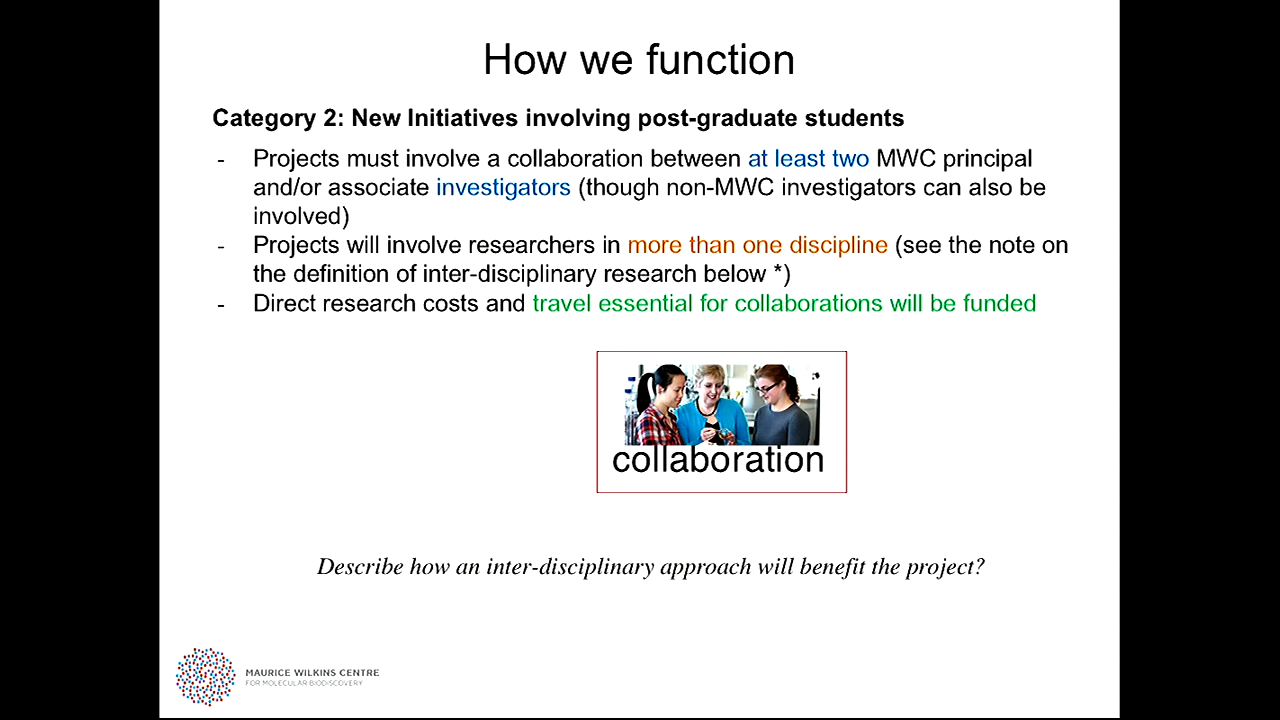 How we function
Category 2: New Initiatives involving post-graduate students
- Projects must involve a collaboration between at least two MWC principal
and/or associate investigators (though non-MWC investigators can also be
involved)
- Projects will involve researchers in more than one discipline (see the note on
the definition of inter-disciplinary research below *)
- Direct research costs and travel essential for collaborations will be funded
collaboration
Describe how an inter-disciplinary approach will benefit the project?
MAURICE WILKINS CENTRE
FOR MOLECULAR BIODISCOVERY